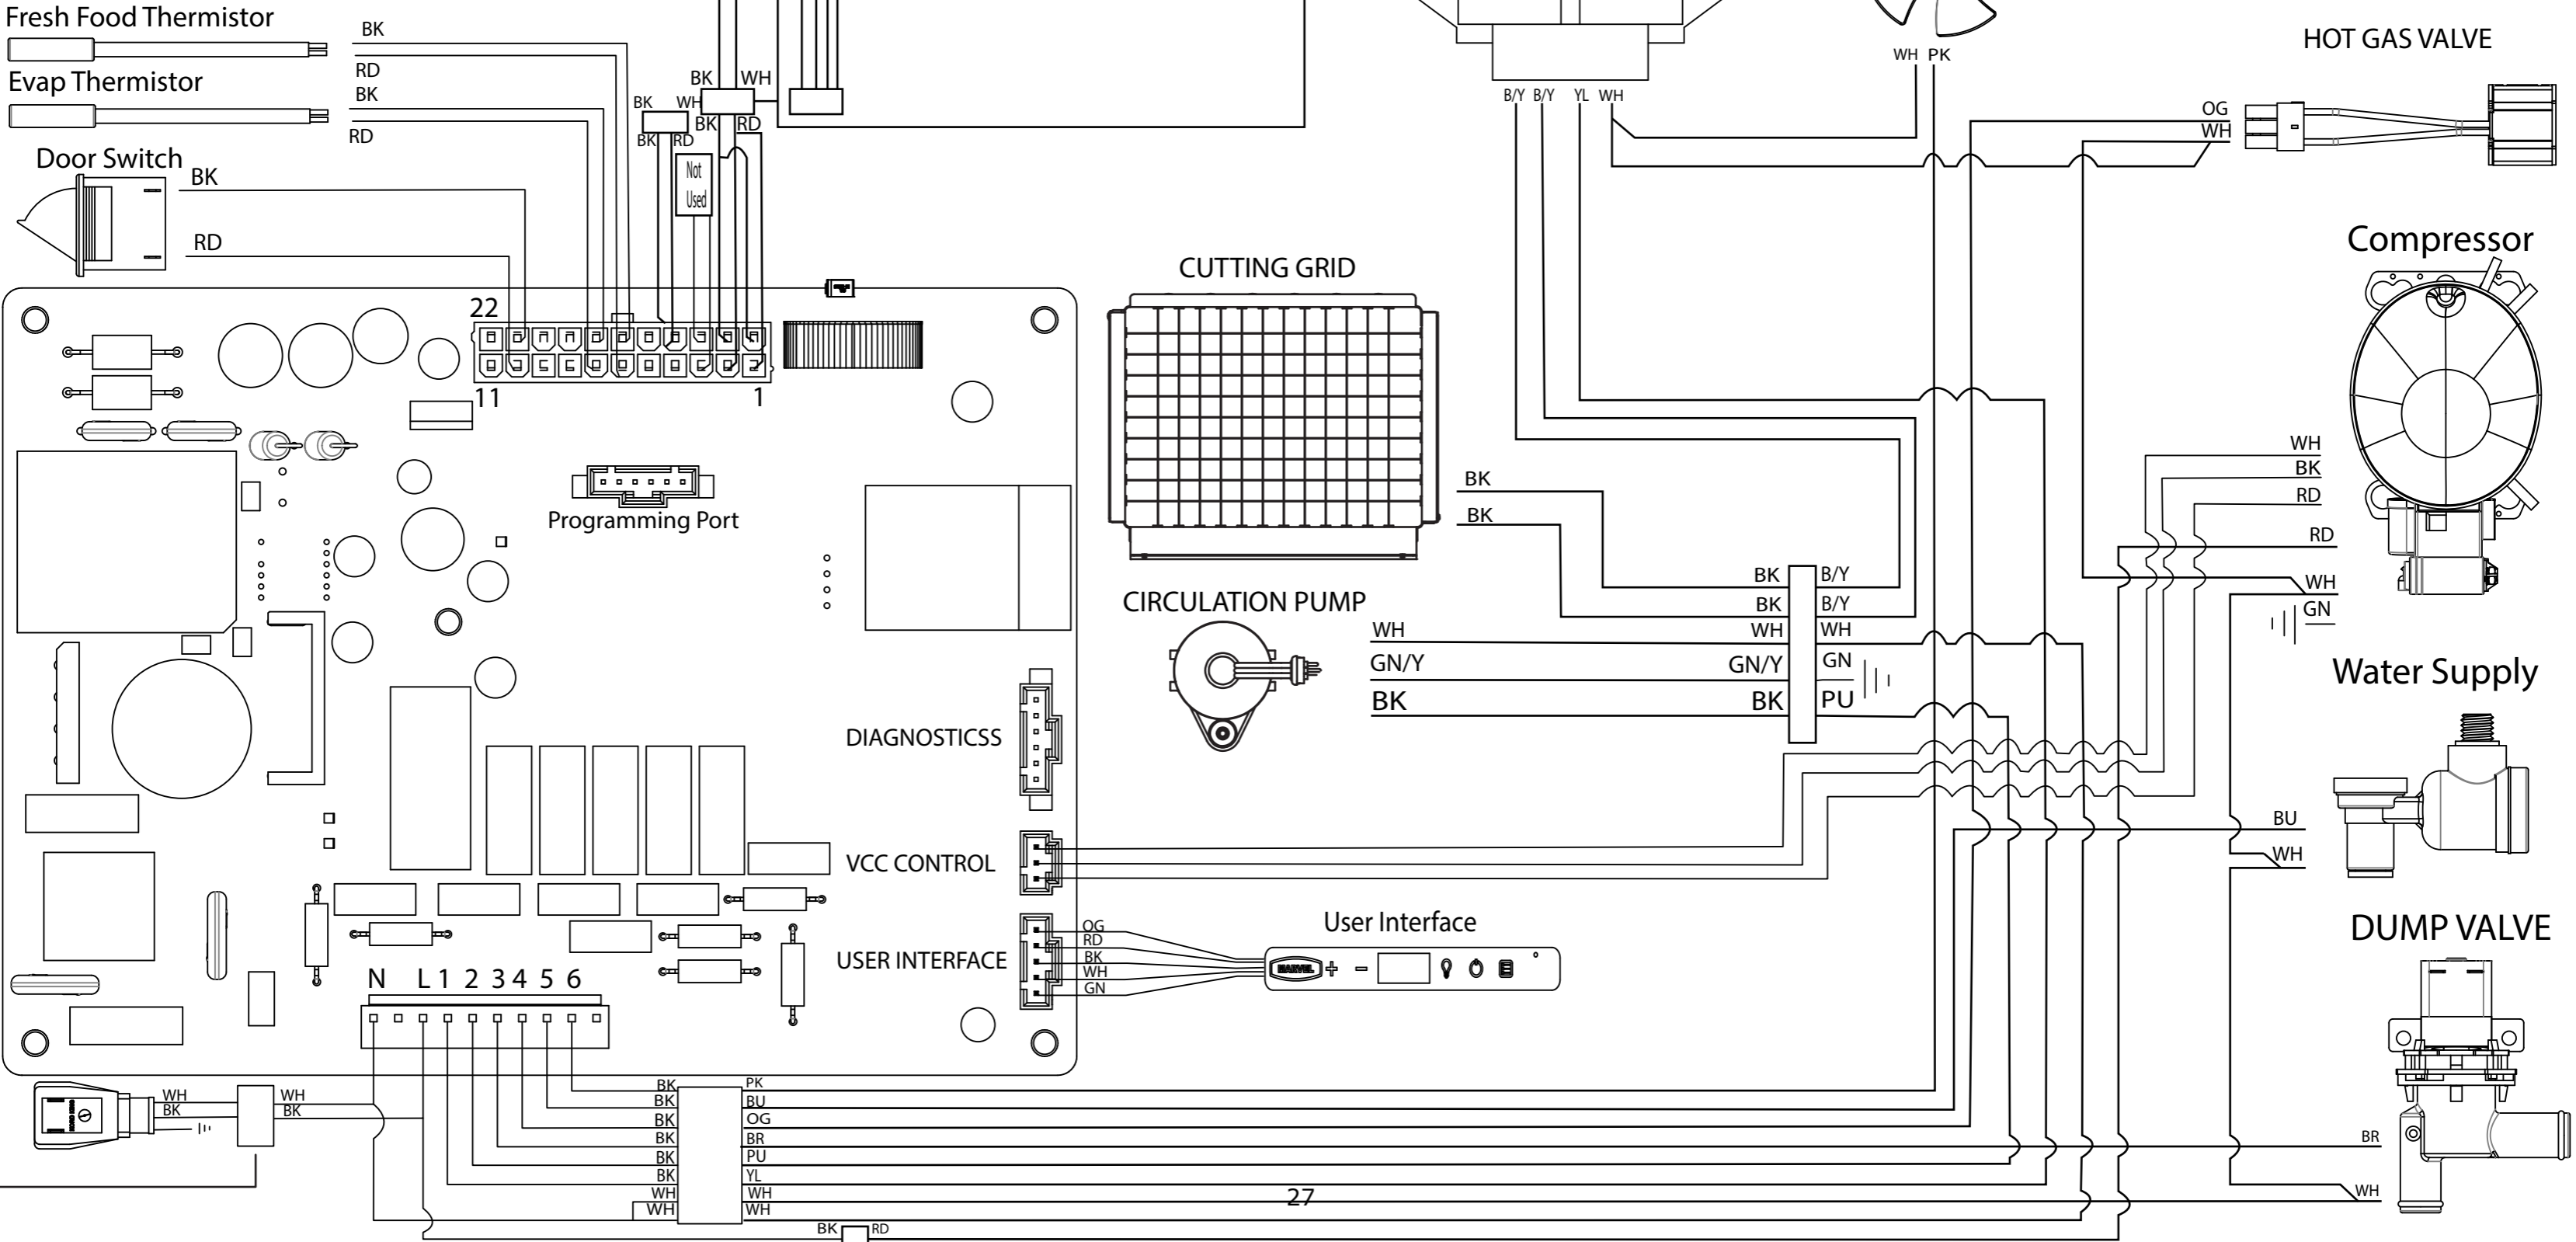 Fresh Food Thermistor
BK
RD
Evap Thermistor
BK
RD
Door Switch
BK
RD
BK WH
BK WH
BK RD
BK RD
Not
Used
22
11 1
Programming Port
DIAGNOSTICSS
VCC CONTROL
USER INTERFACE
N L 1 2 3 4 5 6
CUTTING GRID
BK
BK
CIRCULATION PUMP
WH
GN/Y
BK
BK B/Y
BK B/Y
WH WH
GN/Y GN
BK PU
B/Y B/Y YL WH
WH PK
HOT GAS VALVE
OG
WH
Compressor
WH
BK
RD
RD
WH
GN
Water Supply
BU
WH
DUMP VALVE
BR
WH
OG
RD
BK
WH
GN
User Interface
MARVEL + −
WH WH
BK BK
BK PK
BK BU
BK OG
BK BR
BK PU
BK YL
WH WH
WH WH
BK RD
27